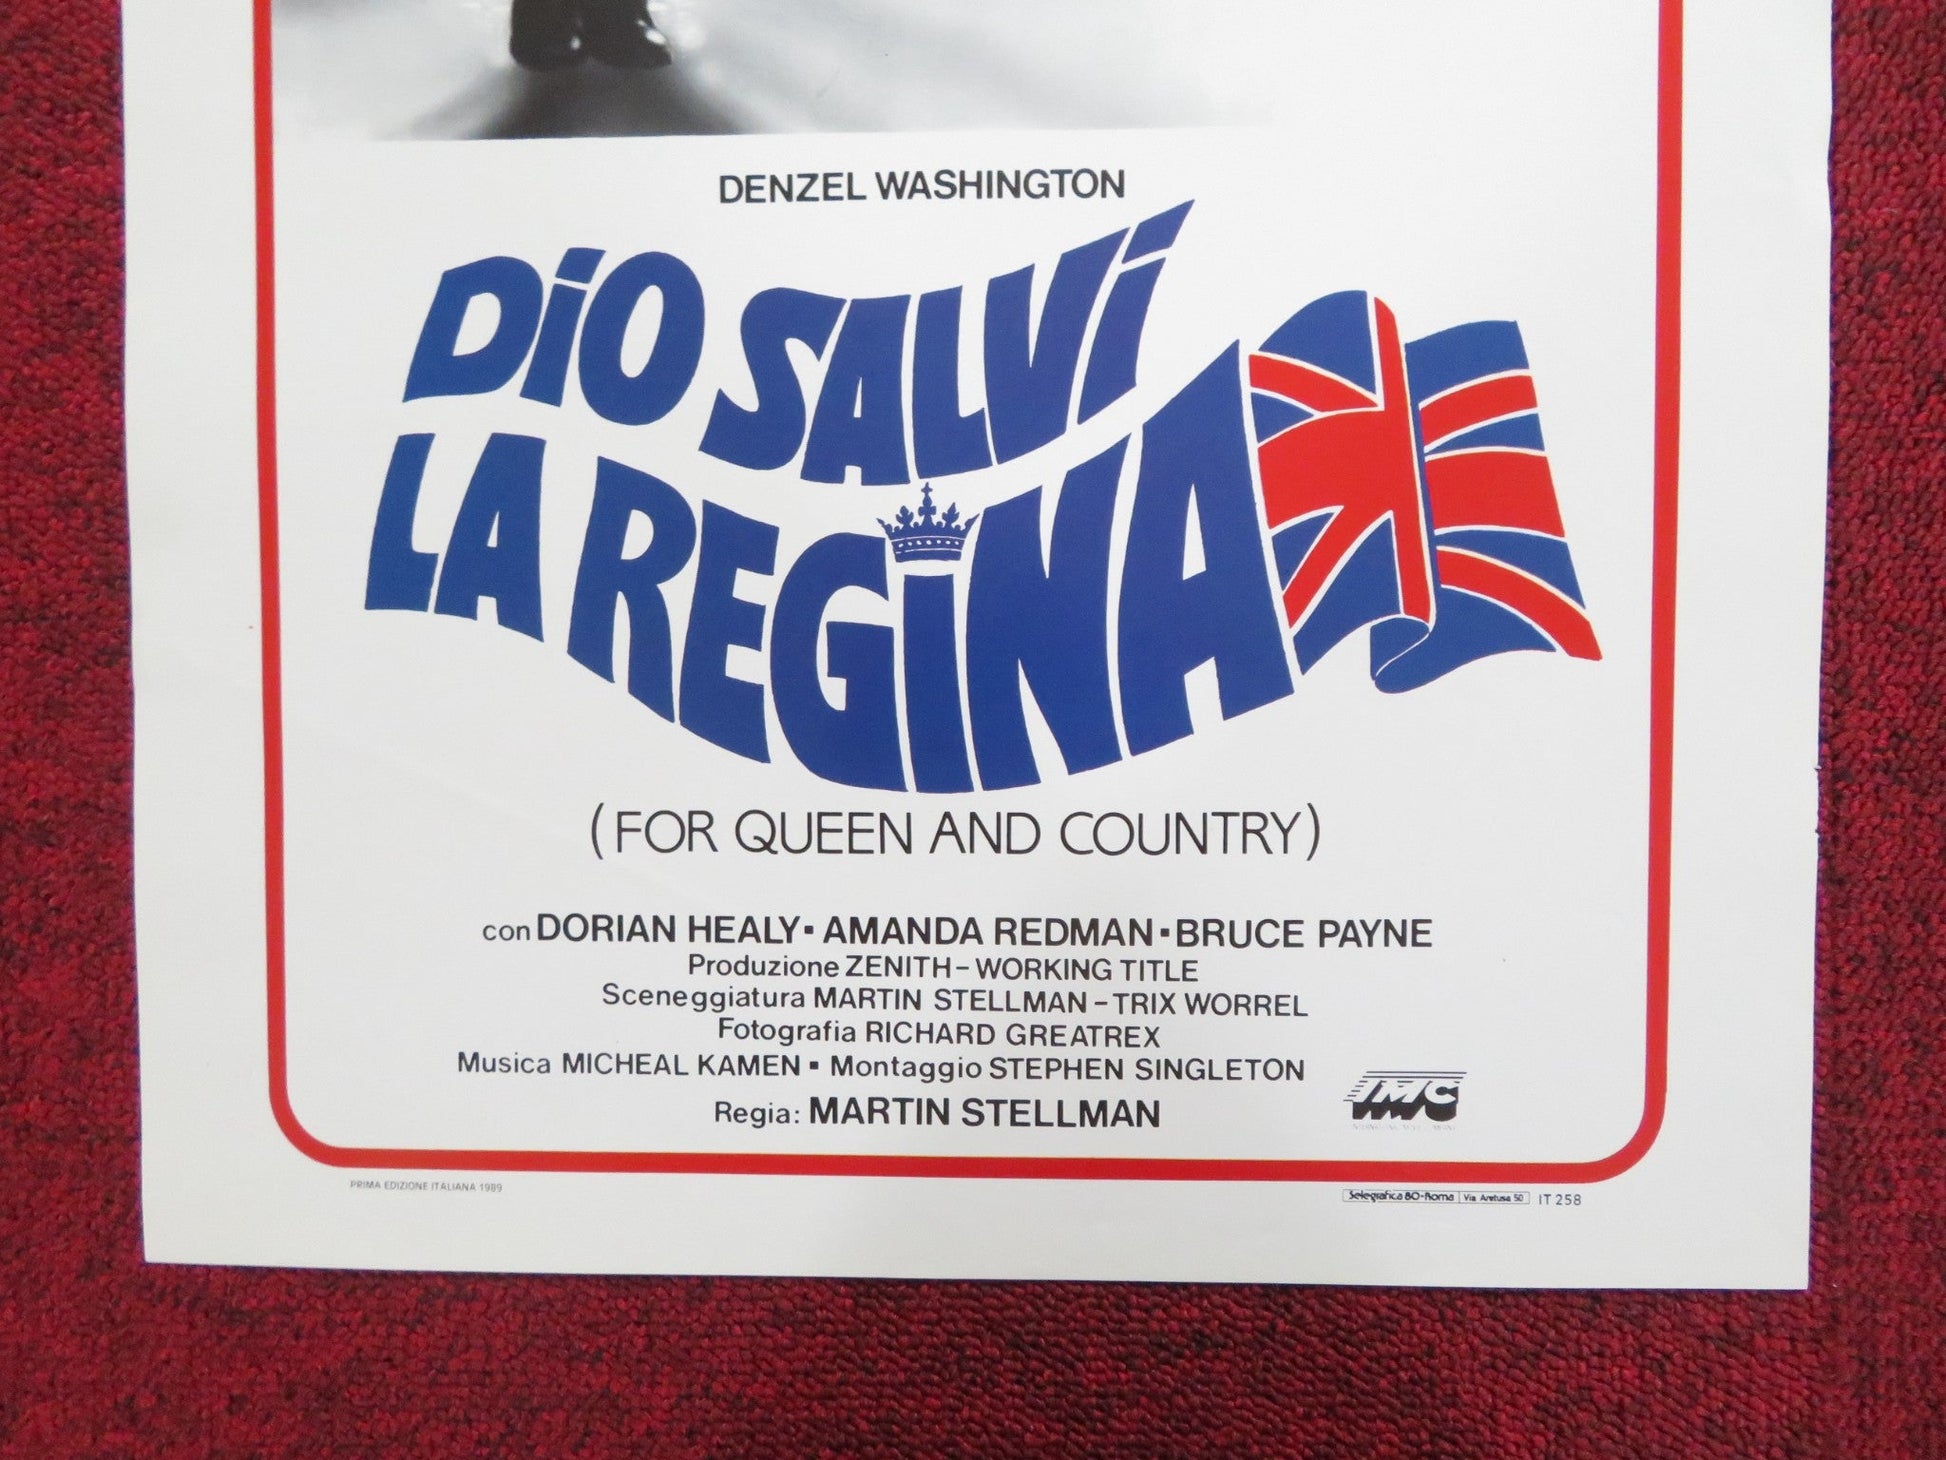 DENZEL WASHINGTON
DiO SALVi
LA REGiNA
(FOR QUEEN AND COUNTRY)
con DORIAN HEALY▪AMANDA REDMAN▪BRUCE PAYNE
Produzione ZENITH–WORKING TITLE
Sceneggiatura MARTIN STELLMAN–TRIX WORREL
Fotografia RICHARD GREATREX
Musica MICHEAL KAMEN ▪ Montaggio STEPHEN SINGLETON
IMC
Regia: MARTIN STELLMAN
PRIMA EDIZIONE ITALIANA 1989
Selegrafica 80-Roma Via Aretusa 50 IT 258